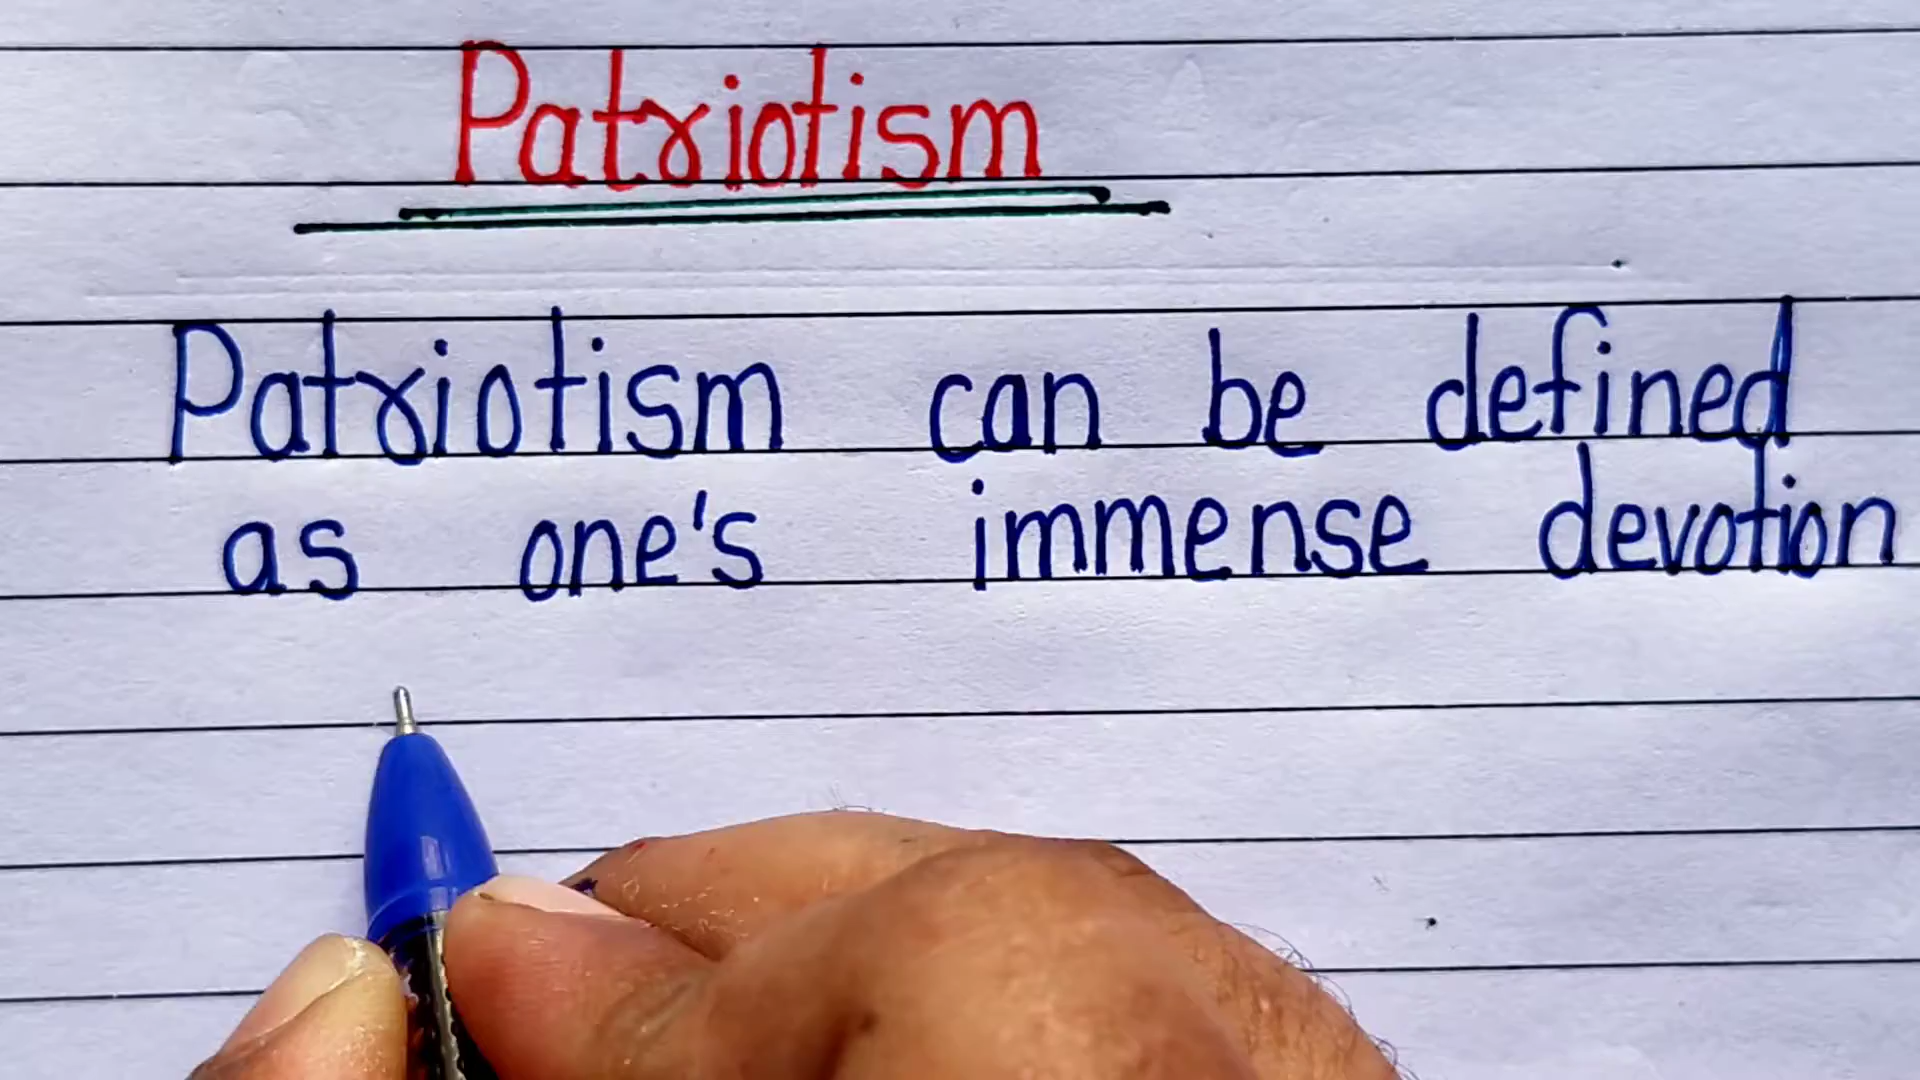 Patriotism
Patriotism can be defined
as one's immense devotion